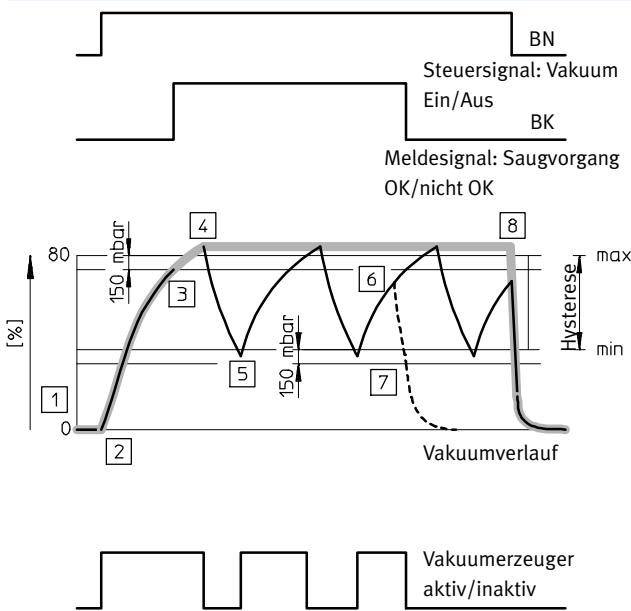 BN
Steuersignal: Vakuum
Ein/Aus
BK
Meldesignal: Saugvorgang
OK/nicht OK
4
8
80
150 mbar
max
3
6
Hysterese
[%]
150 mbar
min
5
7
1
0
2
Vakuumverlauf
Vakuumerzeuger
aktiv/inaktiv